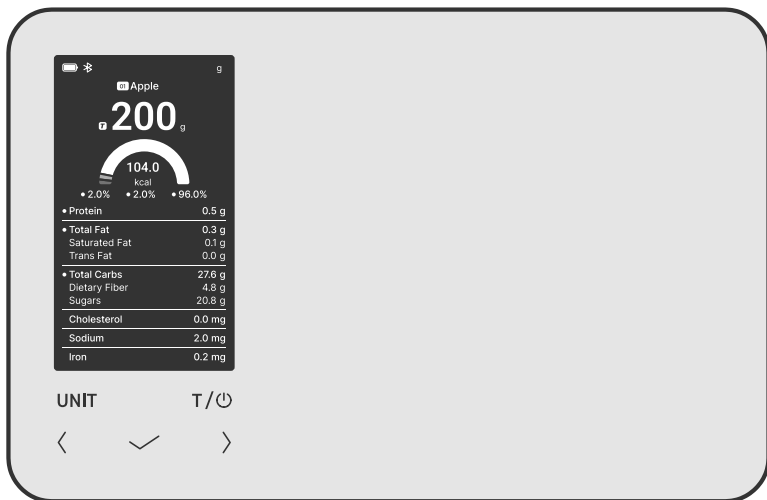 g
01 Apple
T 200 g
104.0
kcal
• 2.0% • 2.0% • 96.0%
• Protein 0.5 g
• Total Fat 0.3 g
Saturated Fat 0.1 g
Trans Fat 0.0 g
• Total Carbs 27.6 g
Dietary Fiber 4.8 g
Sugars 20.8 g
Cholesterol 0.0 mg
Sodium 2.0 mg
Iron 0.2 mg
UNIT T/⏻